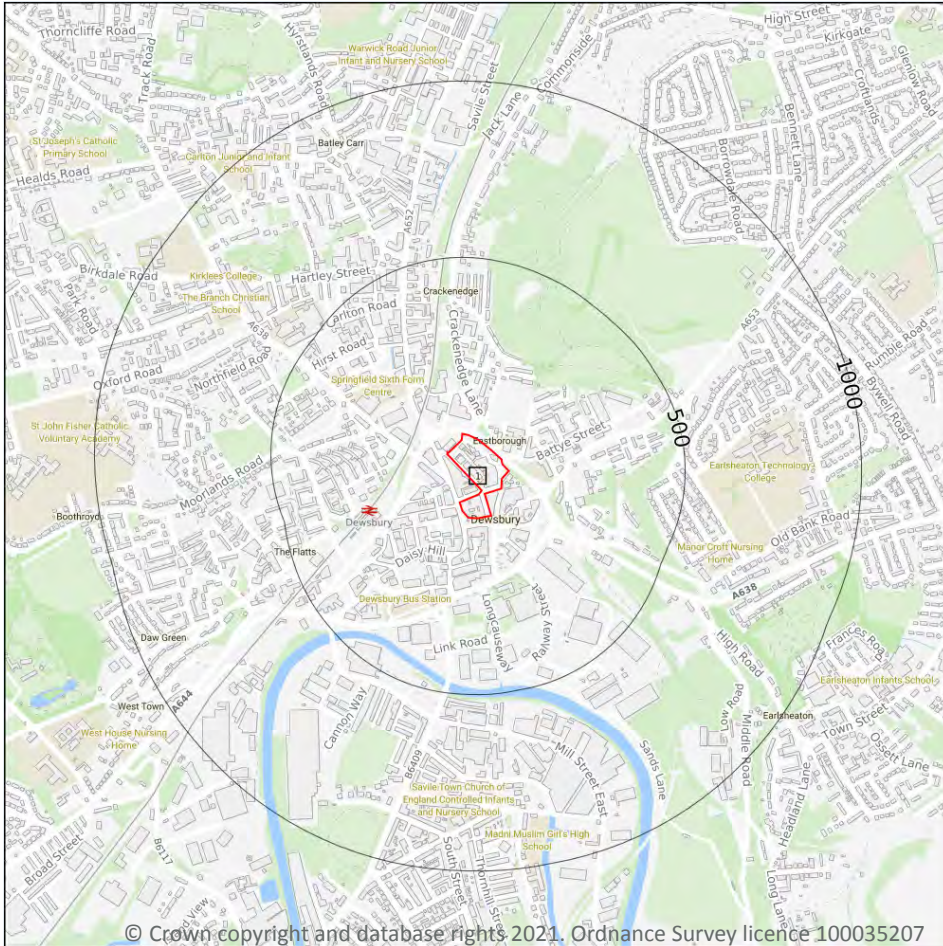 Thorncliffe Road
Track Road
Hyrstlands Road
Warwick Road Junior
Infant and Nursery School
Savile Street
Jack Lane
Commonside
High Street
Kirkgate
Crofflands
Glenlow Road
Bennett Lane
Borrowdale Road
St Joseph's Catholic
Primary School
Healds Road
Carlton Junior and Infant
School
Batley Carr
A652
Birkdale Road
Park Road
Kirklees College
Hartley Street
The Branch Christian
School
Carlton Road
A638
Hirst Road
Crackenedge
Crackenedge Lane
A653
Rumble Road
Bywell Road
1000
Oxford Road
Northfield Road
Springfield Sixth Form
Centre
500
St John Fisher Catholic
Voluntary Academy
Moorlands Road
Eastborough
Battye Street
1
Earlsheaton Technology
College
Boothroyd
Dewsbury
Dewsbury
Old Bank Road
The Flatts
Daisy Hill
Manor Croft Nursing
Home
A638
Dewsbury Bus Station
Longcauseway
Railway Street
Daw Green
Link Road
High Road
Frances Road
Earlsheaton Infants School
West Town
A644
Cannon Way
Low Road
Middle Road
Earlsheaton
Town Street
Ossett Lane
West House Nursing
Home
B6409
Mill Street East
Sands Lane
Headland Lane
Savile Town Church of
England Controlled Infants
and Nursery School
Madni Muslim Girl's High
School
Broad Street
B6117
South Street
Thornhill Street
Long Lane
View
© Crown copyright and database rights 2021. Ordnance Survey licence 100035207